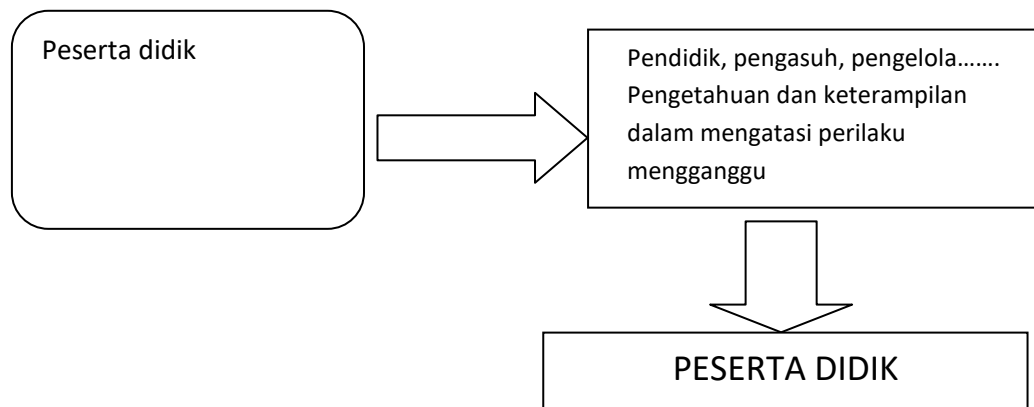 Peserta didik
Pendidik, pengasuh, pengelola…….
Pengetahuan dan keterampilan
dalam mengatasi perilaku
mengganggu
PESERTA DIDIK